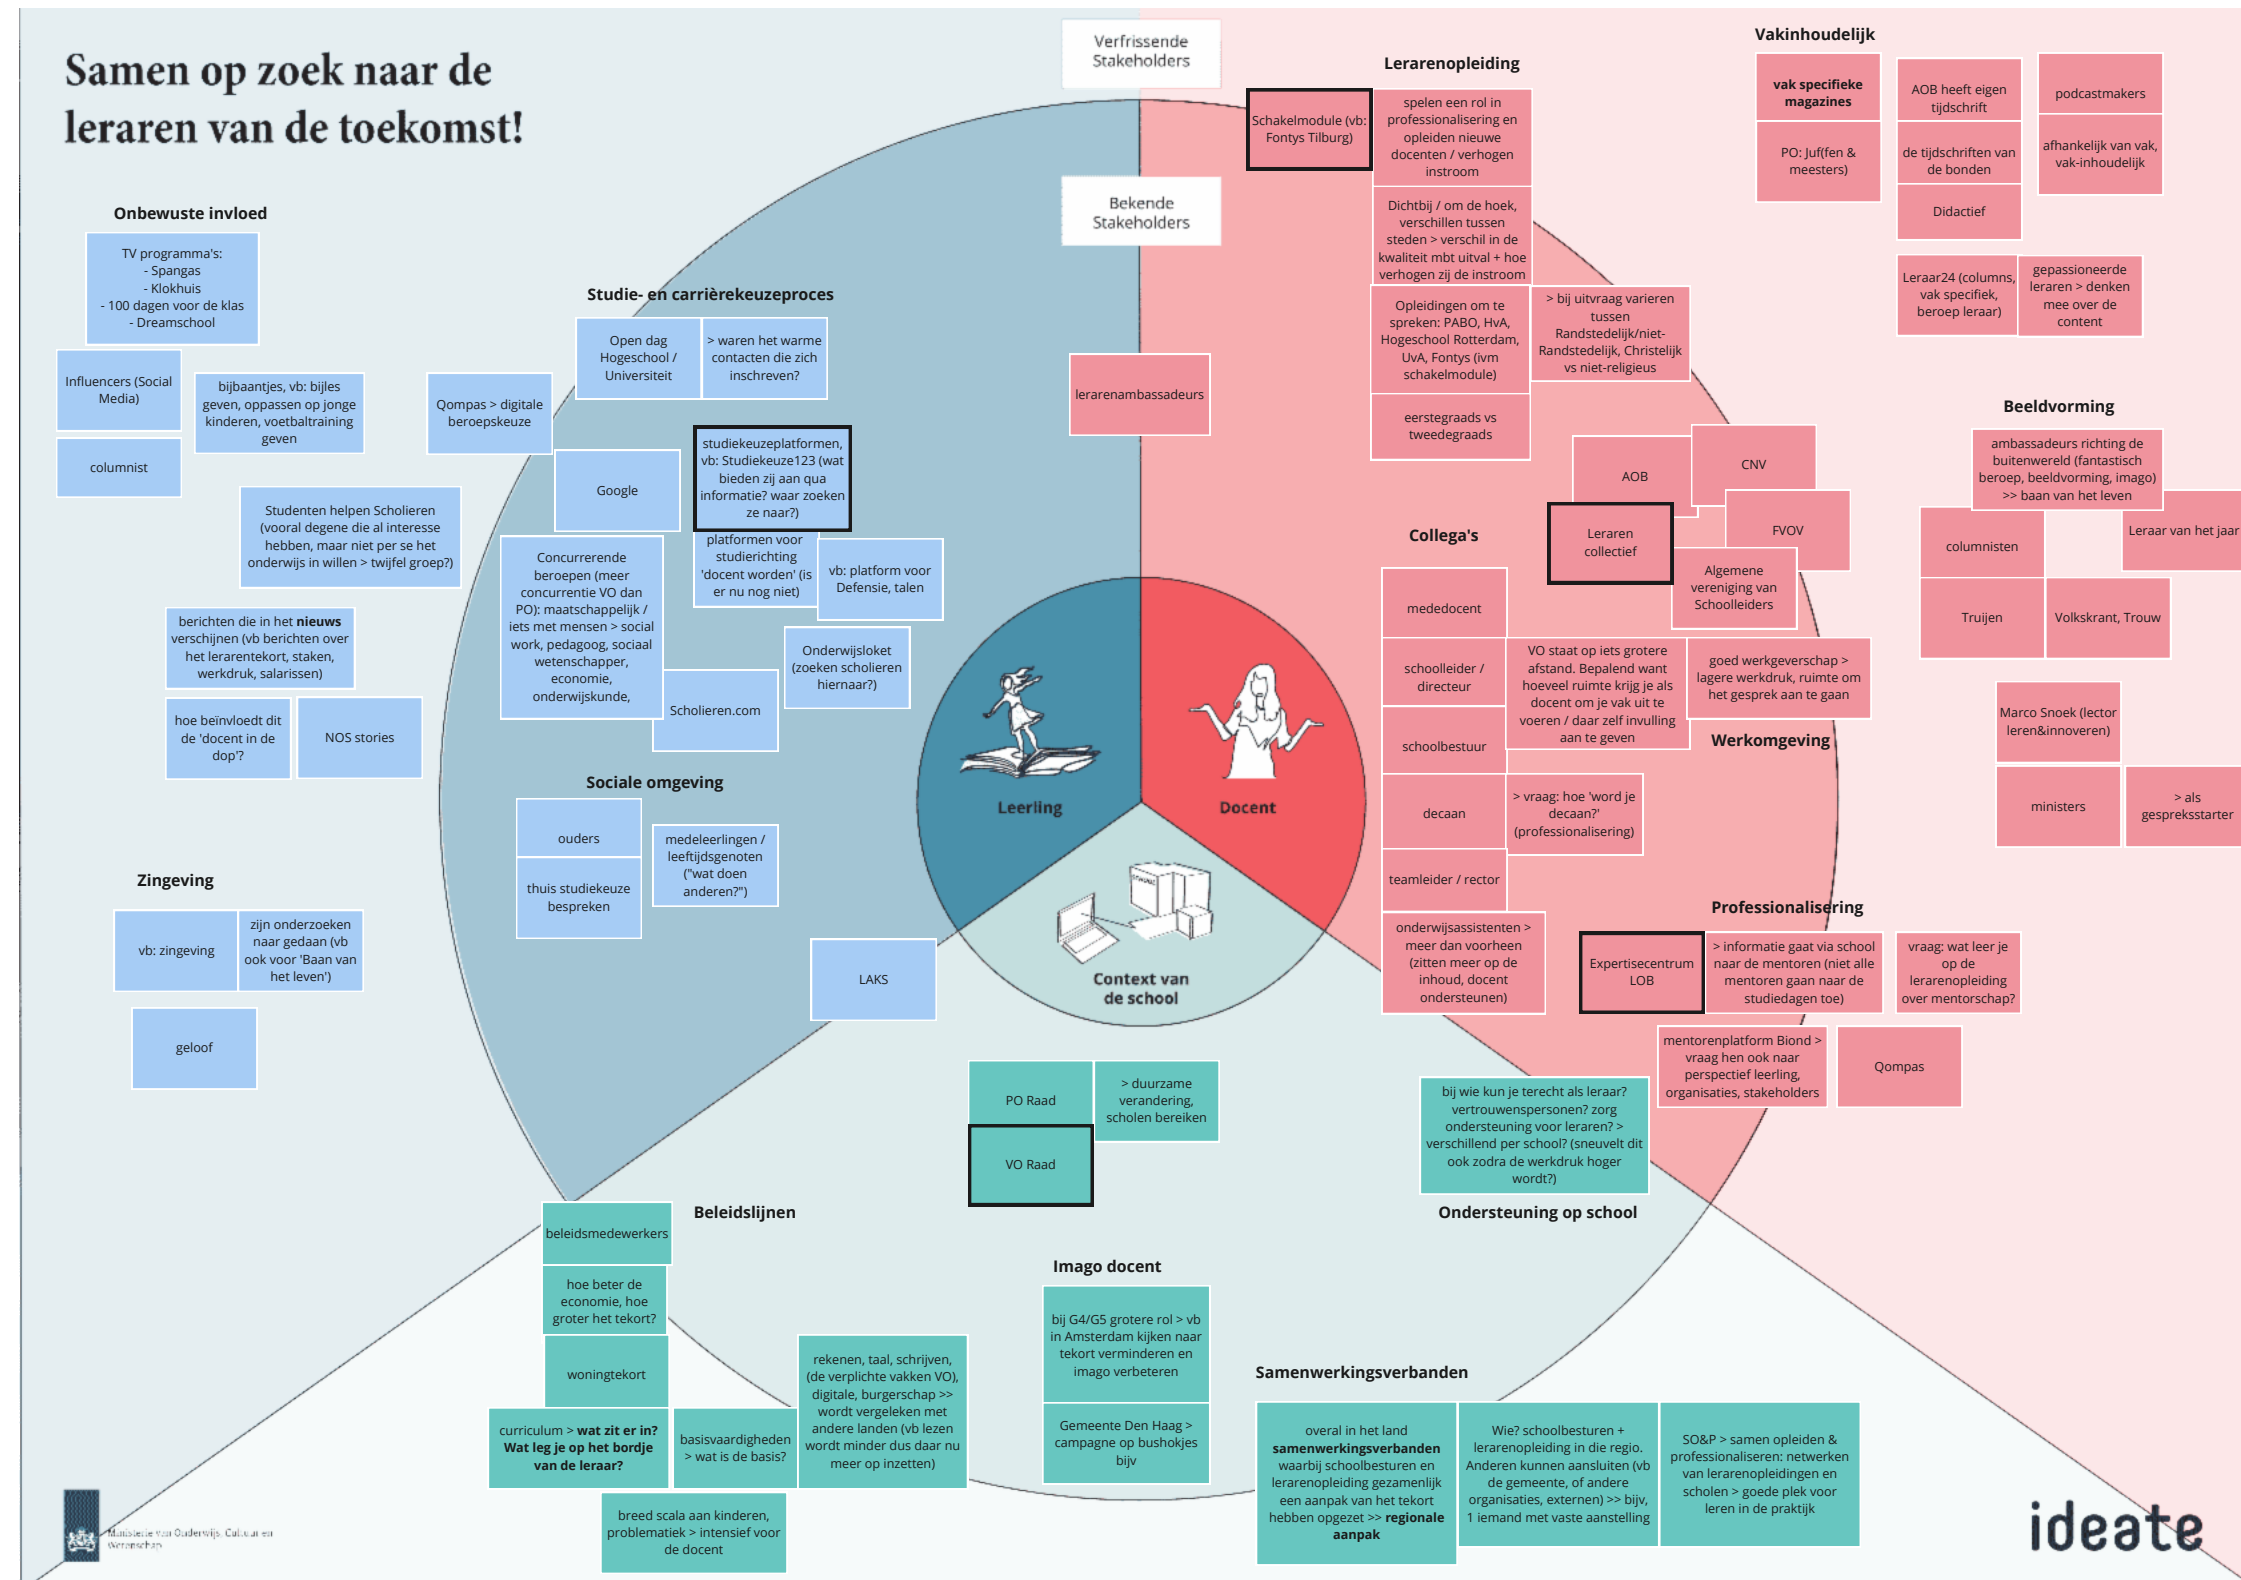 Samen op zoek naar de
leraren van de toekomst!
Verfrissende
Stakeholders
Bekende
Stakeholders
Onbewuste invloed
TV programma's:
- Spangas
- Klokhuis
- 100 dagen voor de klas
- Dreamschool
Influencers (Social
Media)
bijbaantjes, vb: bijles
geven, oppassen op jonge
kinderen, voetbaltraining
geven
columnist
Studenten helpen Scholieren
(vooral degene die al interesse
hebben, maar niet per se het
onderwijs in willen > twijfel groep?)
berichten die in het nieuws
verschijnen (vb berichten over
het lerarentekort, staken,
werkdruk, salarissen)
hoe beïnvloedt dit
de 'docent in de
dop'?
NOS stories
Zingeving
vb: zingeving
zijn onderzoeken
naar gedaan (vb
ook voor 'Baan van
het leven')
geloof
Studie- en carrièrekeuzeproces
Open dag
Hogeschool /
Universiteit
> waren het warme
contacten die zich
inschreven?
Qompas > digitale
beroepskeuze
Google
studiekeuzeplatformen,
vb: Studiekeuze123 (wat
bieden zij aan qua
informatie? waar zoeken
ze naar?)
platformen voor
studierichting
'docent worden' (is
er nu nog niet)
vb: platform voor
Defensie, talen
Concurrerende
beroepen (meer
concurrentie VO dan
PO): maatschappelijk /
iets met mensen > social
work, pedagoog, sociaal
wetenschapper,
economie,
onderwijskunde,
Onderwijsloket
(zoeken scholieren
hiernaar?)
Scholieren.com
Sociale omgeving
ouders
thuis studiekeuze
bespreken
medeleerlingen /
leeftijdsgenoten
("wat doen
anderen?")
LAKS
Leerling
Docent
SCHOOL
Context van
de school
lerarenambassadeurs
Lerarenopleiding
Schakelmodule (vb:
Fontys Tilburg)
spelen een rol in
professionalisering en
opleiden nieuwe
docenten / verhogen
instroom
Dichtbij / om de hoek,
verschillen tussen
steden > verschil in de
kwaliteit mbt uitval + hoe
verhogen zij de instroom
Opleidingen om te
spreken: PABO, HvA,
Hogeschool Rotterdam,
UvA, Fontys (ivm
schakelmodule)
> bij uitvraag varieren
tussen
Randstedelijk/niet-
Randstedelijk, Christelijk
vs niet-religieus
eerstegraads vs
tweedegraads
Vakinhoudelijk
vak specifieke
magazines
PO: Juf(fen &
meesters)
AOB heeft eigen
tijdschrift
de tijdschriften van
de bonden
Didactief
podcastmakers
afhankelijk van vak,
vak-inhoudelijk
Leraar24 (columns,
vak specifiek,
beroep leraar)
gepassioneerde
leraren > denken
mee over de
content
Beeldvorming
ambassadeurs richting de
buitenwereld (fantastisch
beroep, beeldvorming, imago)
>> baan van het leven
columnisten
Leraar van het jaar
Truijen
Volkskrant, Trouw
Marco Snoek (lector
leren&innoveren)
ministers
> als
gespreksstarter
AOB
CNV
Leraren
collectief
FVOV
Algemene
vereniging van
Schoolleiders
Collega's
mededocent
schoolleider /
directeur
schoolbestuur
decaan
teamleider / rector
onderwijsassistenten >
meer dan voorheen
(zitten meer op de
inhoud, docent
ondersteunen)
VO staat op iets grotere
afstand. Bepalend want
hoeveel ruimte krijg je als
docent om je vak uit te
voeren / daar zelf invulling
aan te geven
goed werkgeverschap >
lagere werkdruk, ruimte om
het gesprek aan te gaan
Werkomgeving
> vraag: hoe 'word je
decaan?'
(professionalisering)
Professionalisering
Expertisecentrum
LOB
> informatie gaat via school
naar de mentoren (niet alle
mentoren gaan naar de
studiedagen toe)
vraag: wat leer je
op de
lerarenopleiding
over mentorschap?
mentorenplatform Biond >
vraag hen ook naar
perspectief leerling,
organisaties, stakeholders
Qompas
bij wie kun je terecht als leraar?
vertrouwenspersonen? zorg
ondersteuning voor leraren? >
verschillend per school? (sneuvelt dit
ook zodra de werkdruk hoger
wordt?)
Ondersteuning op school
PO Raad
> duurzame
verandering,
scholen bereiken
VO Raad
Beleidslijnen
beleidsmedewerkers
hoe beter de
economie, hoe
groter het tekort?
woningtekort
curriculum > wat zit er in?
Wat leg je op het bordje
van de leraar?
basisvaardigheden
> wat is de basis?
rekenen, taal, schrijven,
(de verplichte vakken VO),
digitale, burgerschap >>
wordt vergeleken met
andere landen (vb lezen
wordt minder dus daar nu
meer op inzetten)
breed scala aan kinderen,
problematiek > intensief voor
de docent
Imago docent
bij G4/G5 grotere rol > vb
in Amsterdam kijken naar
tekort verminderen en
imago verbeteren
Gemeente Den Haag >
campagne op bushokjes
bijv
Samenwerkingsverbanden
overal in het land
samenwerkingsverbanden
waarbij schoolbesturen en
lerarenopleiding gezamenlijk
een aanpak van het tekort
hebben opgezet >> regionale
aanpak
Wie? schoolbesturen +
lerarenopleiding in die regio.
Anderen kunnen aansluiten (vb
de gemeente, of andere
organisaties, externen) >> bijv,
1 iemand met vaste aanstelling
SO&P > samen opleiden &
professionaliseren: netwerken
van lerarenopleidingen en
scholen > goede plek voor
leren in de praktijk
Ministerie van Onderwijs, Cultuur en
Wetenschap
ideate